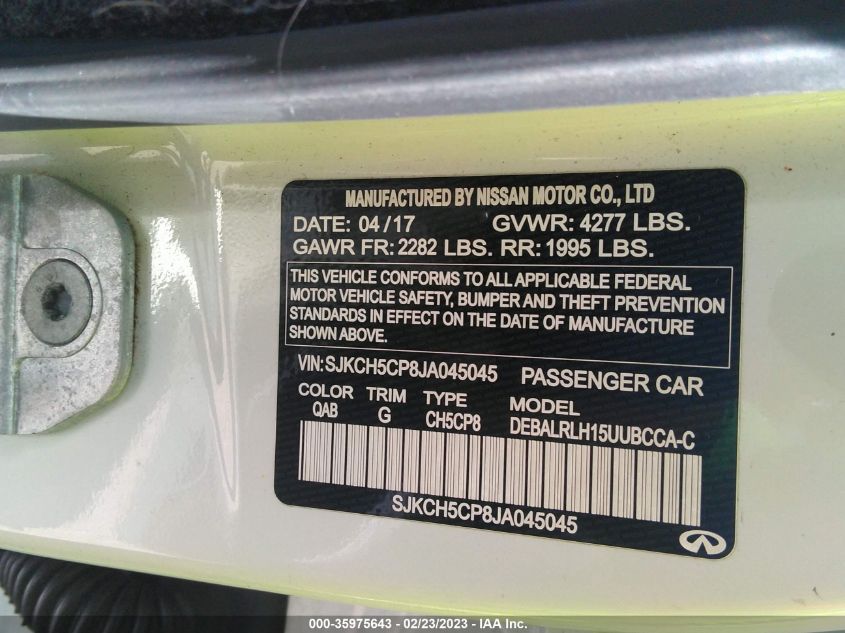 MANUFACTURED BY NISSAN MOTOR CO., LTD
DATE: 04/17 GVWR: 4277 LBS.
GAWR FR: 2282 LBS. RR: 1995 LBS.
THIS VEHICLE CONFORMS TO ALL APPLICABLE FEDERAL
MOTOR VEHICLE SAFETY, BUMPER AND THEFT PREVENTION
STANDARDS IN EFFECT ON THE DATE OF MANUFACTURE
SHOWN ABOVE.
VIN:SJKCH5CP8JA045045 PASSENGER CAR
COLOR TRIM TYPE MODEL
QAB G CH5CP8 DEBALRLH15UUBCCA-C
SJKCH5CP8JA045045
000-35975643 - 02/23/2023 - IAA Inc.